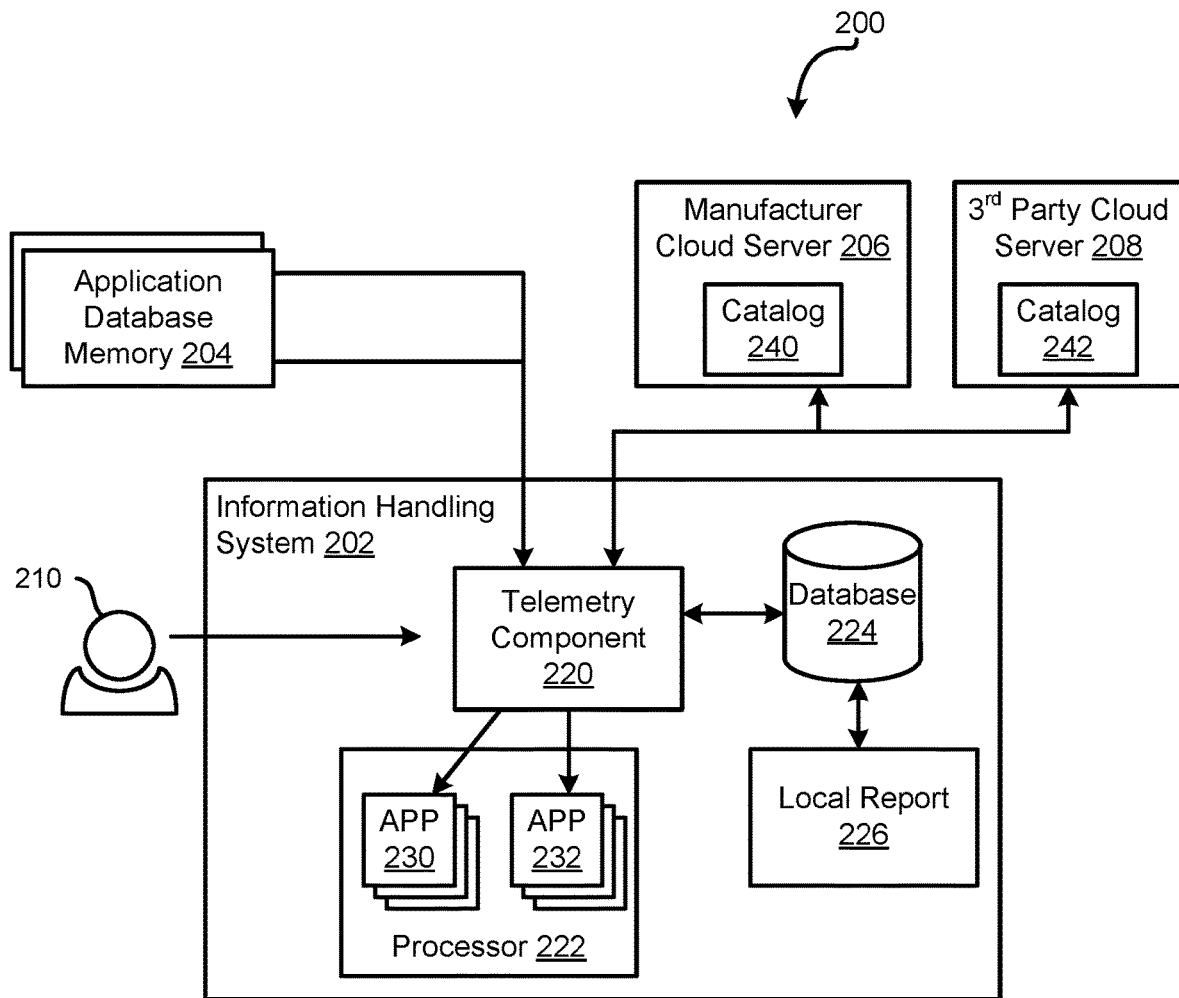 200
Manufacturer
Cloud Server 206
Catalog
240
3rd Party Cloud
Server 208
Catalog
242
Application
Database
Memory 204
Information Handling
System 202
210
Telemetry
Component
220
Database
224
APP
230
APP
232
Processor 222
Local Report
226